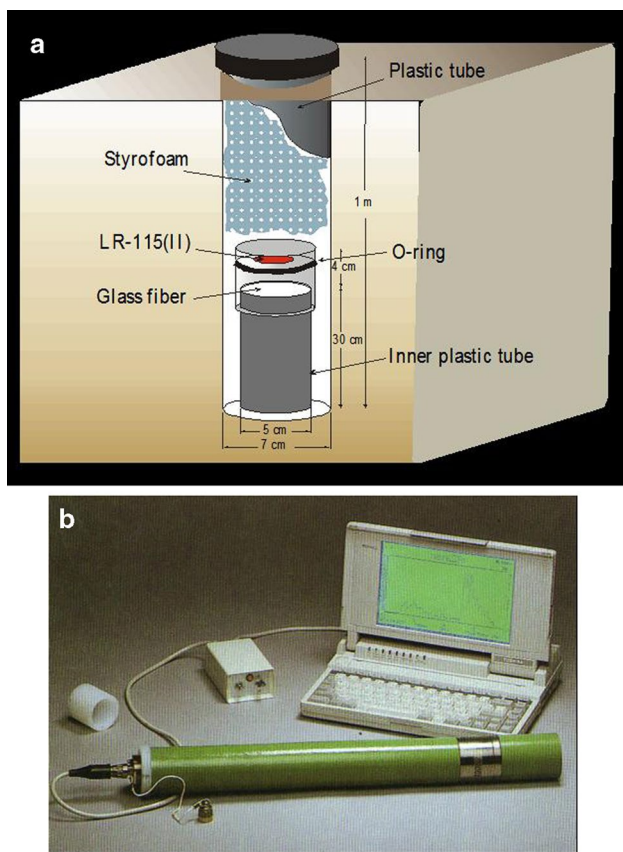 a
Plastic tube
Styrofoam
1 m
LR-115(II)
O-ring
4 cm
Glass fiber
30 cm
Inner plastic tube
5 cm
7 cm
b